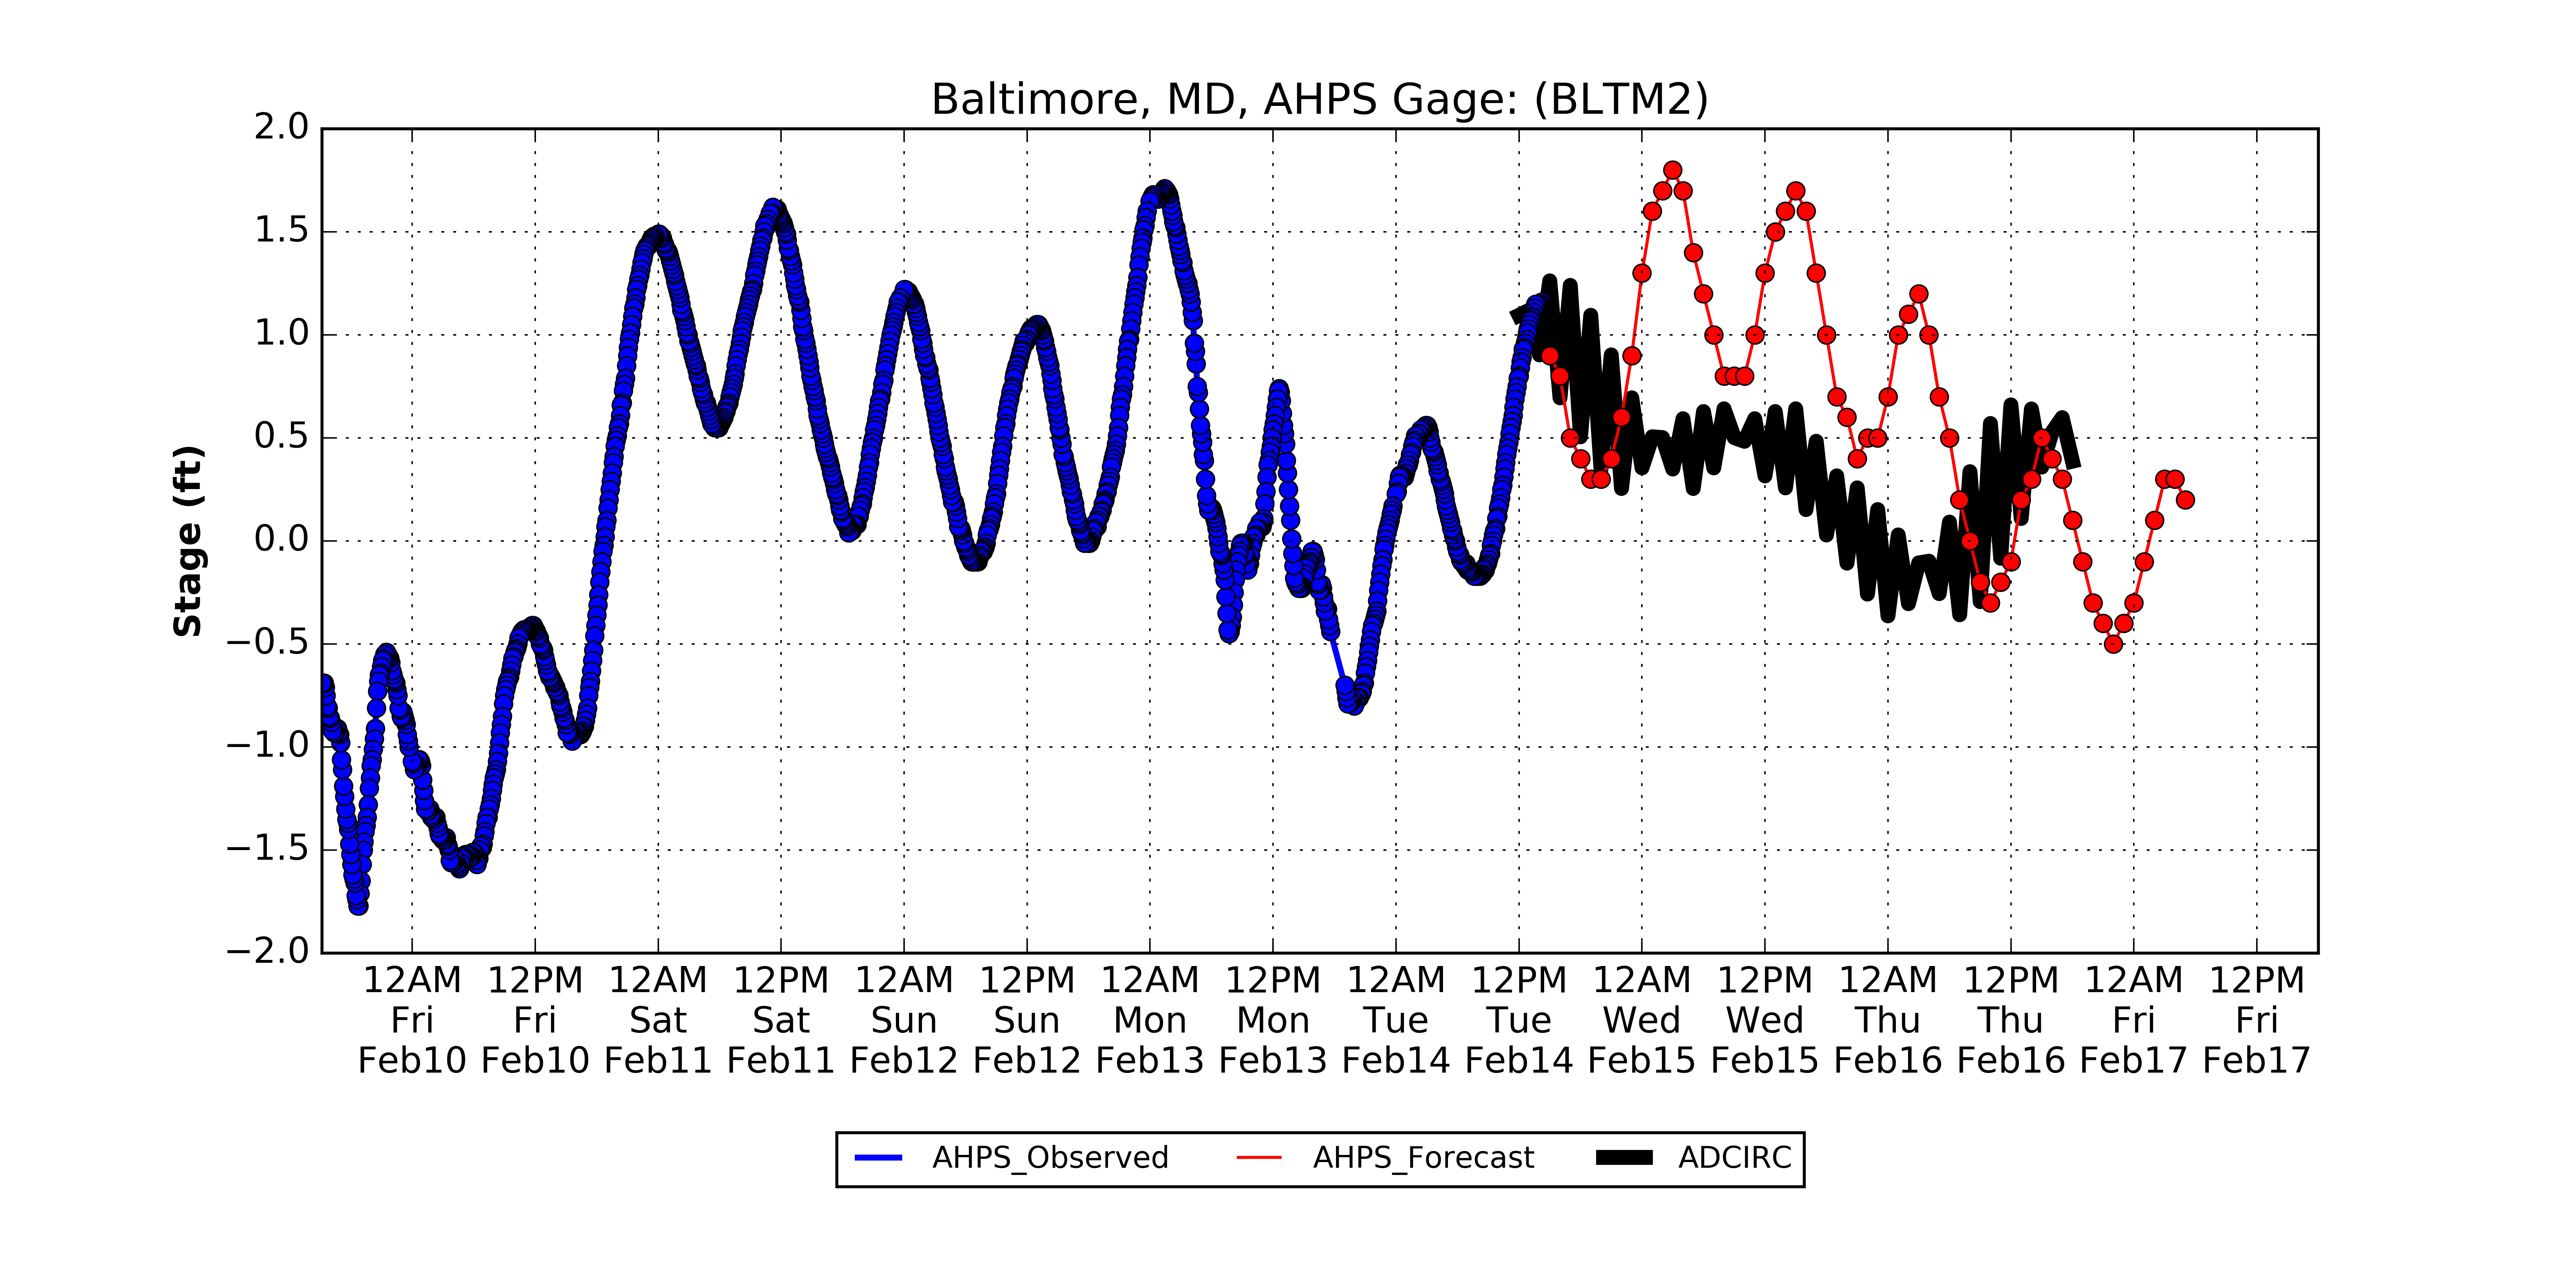 Baltimore, MD, AHPS Gage: (BLTM2)
2.0
1.5
1.0
0.5
0.0
−0.5
−1.0
−1.5
−2.0
Stage (ft)
12AM 12PM 12AM 12PM 12AM 12PM 12AM 12PM 12AM 12PM 12AM 12PM 12AM 12PM 12AM 12PM
Fri Fri Sat Sat Sun Sun Mon Mon Tue Tue Wed Wed Thu Thu Fri Fri
Feb10 Feb10 Feb11 Feb11 Feb12 Feb12 Feb13 Feb13 Feb14 Feb14 Feb15 Feb15 Feb16 Feb16 Feb17 Feb17
AHPS_Observed AHPS_Forecast ADCIRC